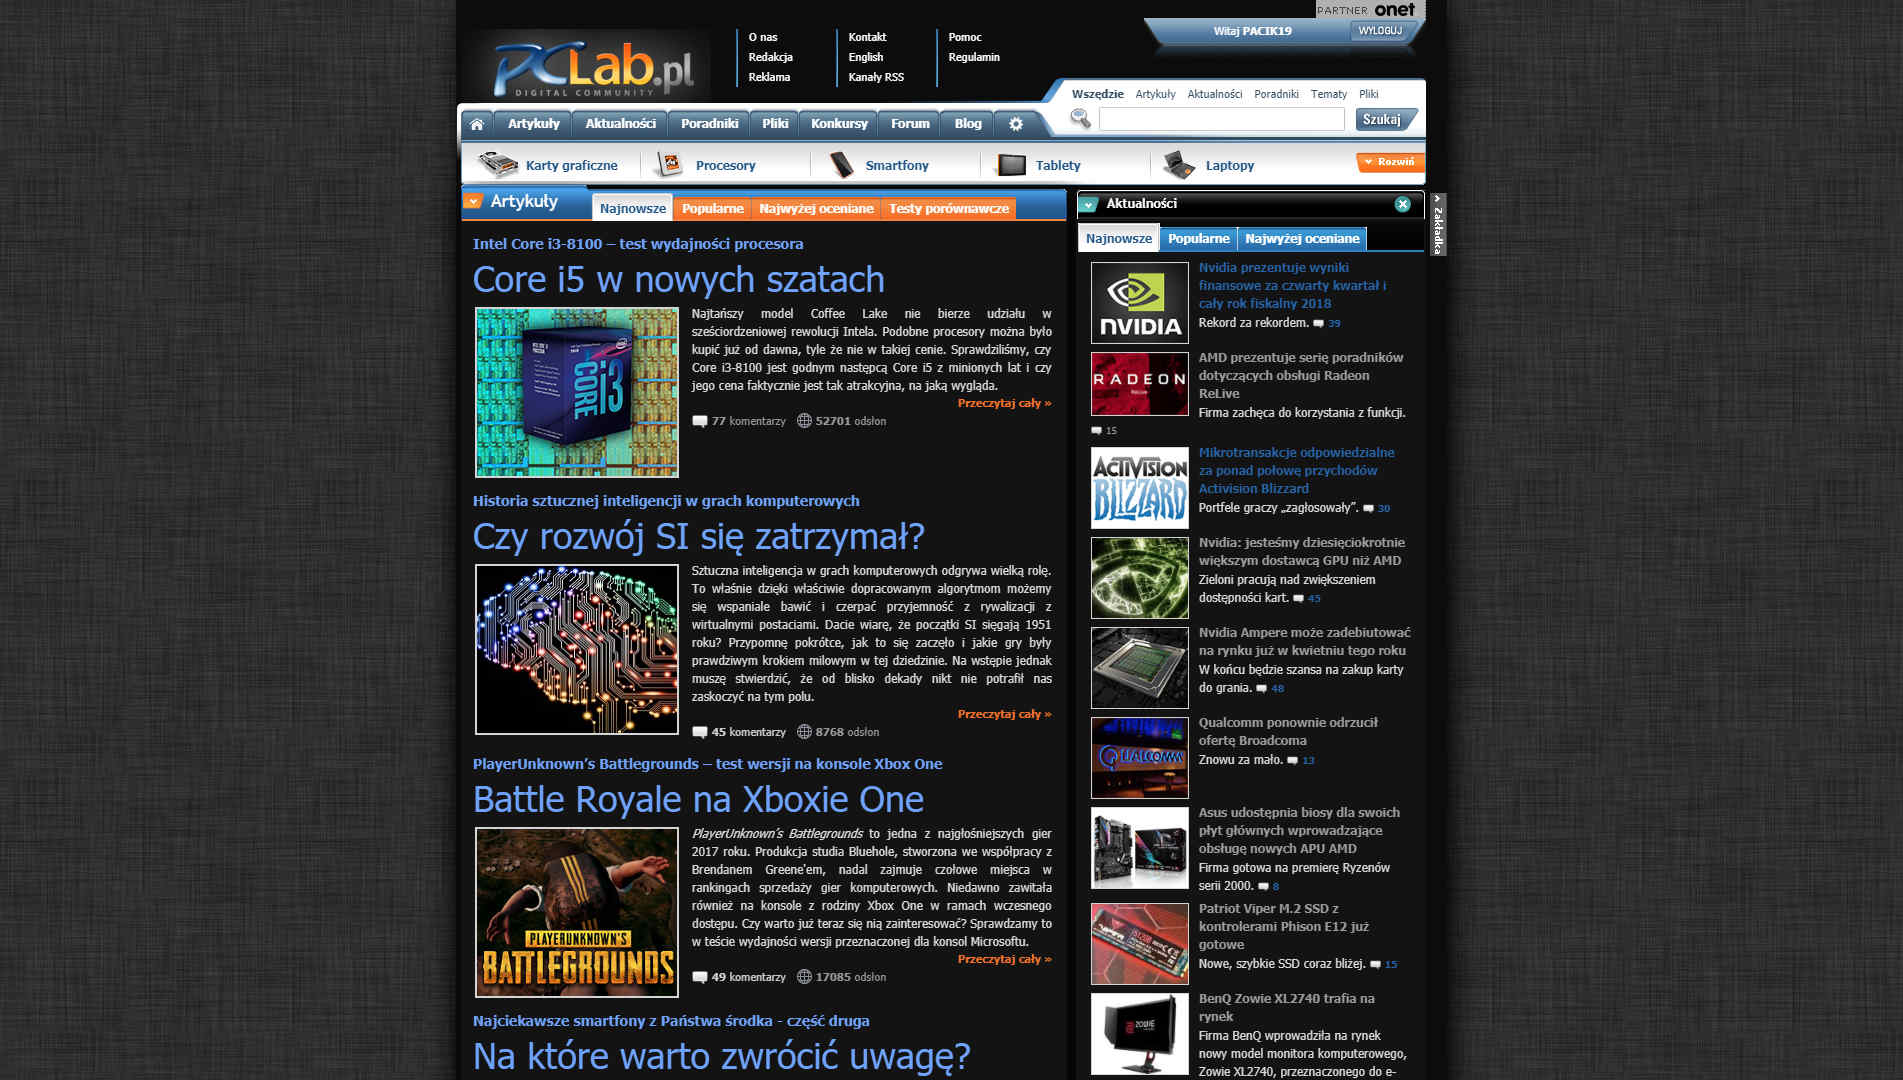 PARTNER onet
Witaj PACIK19
WYLOGUJ
PCLab.pl
DIGITAL COMMUNITY
O nas
Redakcja
Reklama
Kontakt
English
Kanały RSS
Pomoc
Regulamin
Wszędzie Artykuły Aktualności Poradniki Tematy Pliki
Szukaj
Artykuły Aktualności Poradniki Pliki Konkursy Forum Blog
Karty graficzne Procesory Smartfony Tablety Laptopy
Rozwiń
Artykuły
Najnowsze Popularne Najwyżej oceniane Testy porównawcze
Intel Core i3-8100 – test wydajności procesora
Core i5 w nowych szatach
CORE i3
Najtańszy model Coffee Lake nie bierze udziału w
sześciordzeniowej rewolucji Intela. Podobne procesory można było
kupić już od dawna, tyle że nie w takiej cenie. Sprawdziliśmy, czy
Core i3-8100 jest godnym następcą Core i5 z minionych lat i czy
jego cena faktycznie jest tak atrakcyjna, na jaką wygląda.
Przeczytaj cały »
77 komentarzy 52701 odsłon
Historia sztucznej inteligencji w grach komputerowych
Czy rozwój SI się zatrzymał?
Sztuczna inteligencja w grach komputerowych odgrywa wielką rolę.
To właśnie dzięki właściwie dopracowanym algorytmom możemy
się wspaniale bawić i czerpać przyjemność z rywalizacji z
wirtualnymi postaciami. Dacie wiarę, że początki SI sięgają 1951
roku? Przypomnę pokrótce, jak to się zaczęło i jakie gry były
prawdziwym krokiem milowym w tej dziedzinie. Na wstępie jednak
muszę stwierdzić, że od blisko dekady nikt nie potrafił nas
zaskoczyć na tym polu.
Przeczytaj cały »
45 komentarzy 8768 odsłon
PlayerUnknown’s Battlegrounds – test wersji na konsole Xbox One
Battle Royale na Xboxie One
PLAYERUNKNOWN'S
BATTLEGROUNDS
PlayerUnknown’s Battlegrounds to jedna z najgłośniejszych gier
2017 roku. Produkcja studia Bluehole, stworzona we współpracy z
Brendanem Greene'em, nadal zajmuje czołowe miejsca w
rankingach sprzedaży gier komputerowych. Niedawno zawitała
również na konsole z rodziny Xbox One w ramach wczesnego
dostępu. Czy warto już teraz się nią zainteresować? Sprawdzamy to
w teście wydajności wersji przeznaczonej dla konsol Microsoftu.
Przeczytaj cały »
49 komentarzy 17085 odsłon
Najciekawsze smartfony z Państwa środka - część druga
Na które warto zwrócić uwagę?
Aktualności
Zakładka
Najnowsze Popularne Najwyżej oceniane
NVIDIA
Nvidia prezentuje wyniki
finansowe za czwarty kwartał i
cały rok fiskalny 2018
Rekord za rekordem. 39
RADEON
ReLive
AMD prezentuje serię poradników
dotyczących obsługi Radeon
ReLive
Firma zachęca do korzystania z funkcji.
15
ACTIVISION
BLIZZARD
Mikrotransakcje odpowiedzialne
za ponad połowę przychodów
Activision Blizzard
Portfele graczy „zagłosowały”. 30
Nvidia: jesteśmy dziesięciokrotnie
większym dostawcą GPU niż AMD
Zieloni pracują nad zwiększeniem
dostępności kart. 45
Nvidia Ampere może zadebiutować
na rynku już w kwietniu tego roku
W końcu będzie szansa na zakup karty
do grania. 48
QUALCOMM
Qualcomm ponownie odrzucił
ofertę Broadcoma
Znowu za mało. 13
Asus udostępnia biosy dla swoich
płyt głównych wprowadzające
obsługę nowych APU AMD
Firma gotowa na premierę Ryzenów
serii 2000. 8
VIPER
Patriot Viper M.2 SSD z
kontrolerami Phison E12 już
gotowe
Nowe, szybkie SSD coraz bliżej. 15
ZOWIE
BenQ Zowie XL2740 trafia na
rynek
Firma BenQ wprowadziła na rynek
nowy model monitora komputerowego,
Zowie XL2740, przeznaczonego do e-